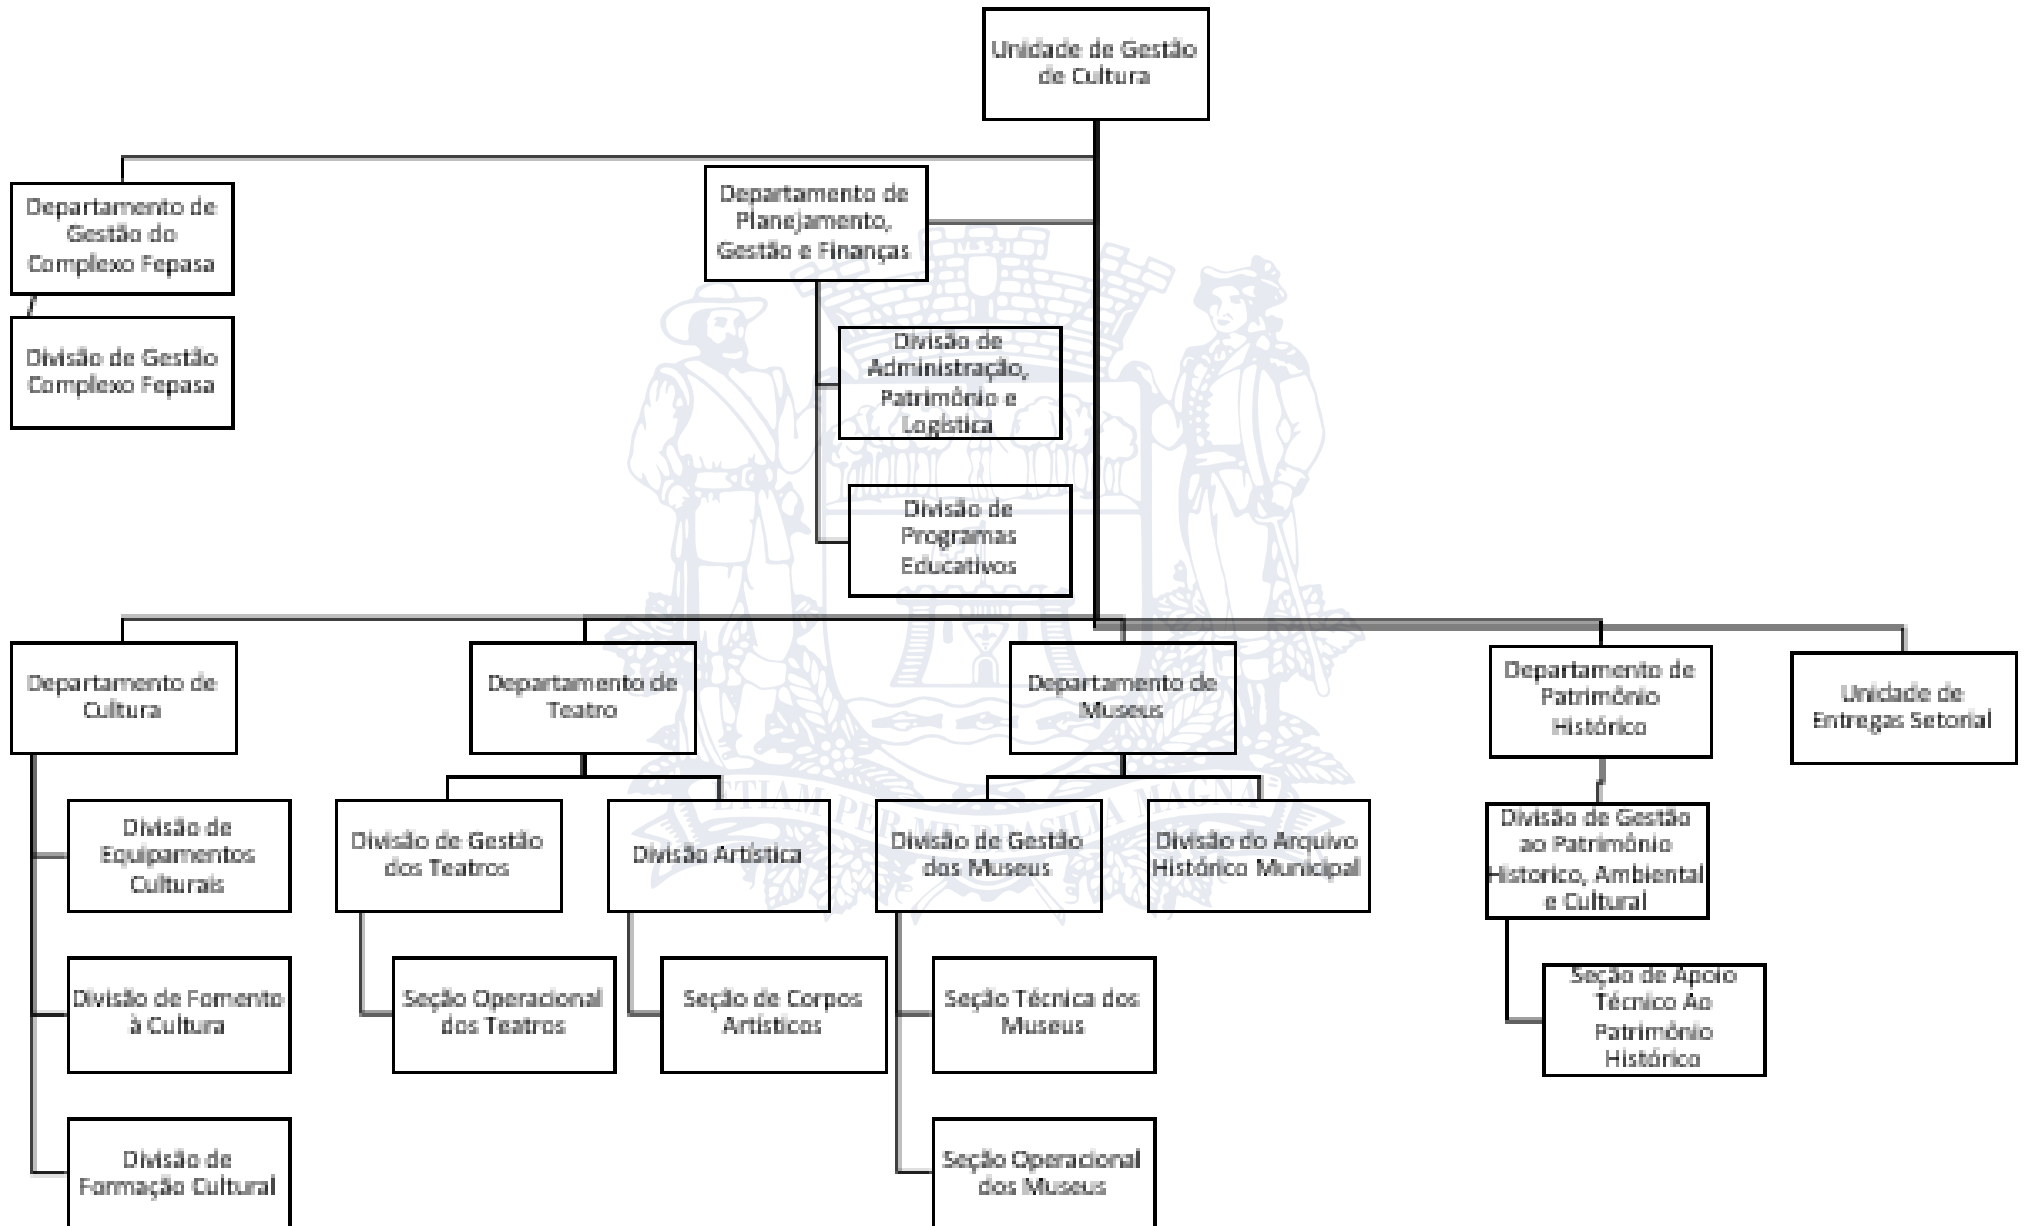 Unidade de Gestão
de Cultura
Departamento de
Gestão do
Complexo Fepasa
Departamento de
Planejamento,
Gestão e Finanças
Divisão de Gestão
Complexo Fepasa
Divisão de
Administração,
Patrimônio e
Logística
Divisão de
Programas
Educativos
Departamento de
Cultura
Departamento de
Teatro
Departamento de
Museus
Departamento de
Patrimônio
Histórico
Unidade de
Entregas Setorial
Divisão de
Equipamentos
Culturais
Divisão de Gestão
dos Teatros
Divisão Artística
Divisão de Gestão
dos Museus
Divisão do Arquivo
Histórico Municipal
Divisão de Gestão
ao Patrimônio
Historico, Ambiental
e Cultural
Divisão de Fomento
à Cultura
Seção Operacional
dos Teatros
Seção de Corpos
Artísticos
Seção Técnica dos
Museus
Seção de Apoio
Técnico Ao
Patrimônio
Histórico
Divisão de
Formação Cultural
Seção Operacional
dos Museus
ETIAM PER ME BRASILIA MAGNA